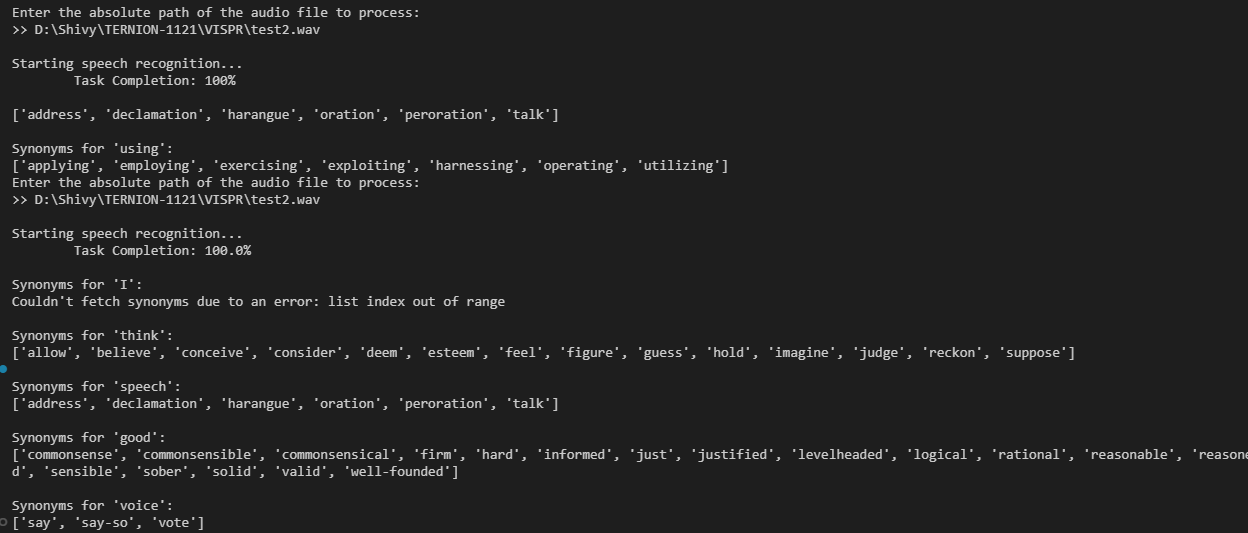 Enter the absolute path of the audio file to process:
>> D:\Shivy\TERNION-1121\VISPR\test2.wav
Starting speech recognition...
Task Completion: 100%
['address', 'declamation', 'harangue', 'oration', 'peroration', 'talk']
Synonyms for 'using':
['applying', 'employing', 'exercising', 'exploiting', 'harnessing', 'operating', 'utilizing']
Enter the absolute path of the audio file to process:
>> D:\Shivy\TERNION-1121\VISPR\test2.wav
Starting speech recognition...
Task Completion: 100.0%
Synonyms for 'I':
Couldn't fetch synonyms due to an error: list index out of range
Synonyms for 'think':
['allow', 'believe', 'conceive', 'consider', 'deem', 'esteem', 'feel', 'figure', 'guess', 'hold', 'imagine', 'judge', 'reckon', 'suppose']
Synonyms for 'speech':
['address', 'declamation', 'harangue', 'oration', 'peroration', 'talk']
Synonyms for 'good':
['commonsense', 'commonsensible', 'commonsensical', 'firm', 'hard', 'informed', 'just', 'justified', 'levelheaded', 'logical', 'rational', 'reasonable', 'reasone
d', 'sensible', 'sober', 'solid', 'valid', 'well-founded']
Synonyms for 'voice':
['say', 'say-so', 'vote']